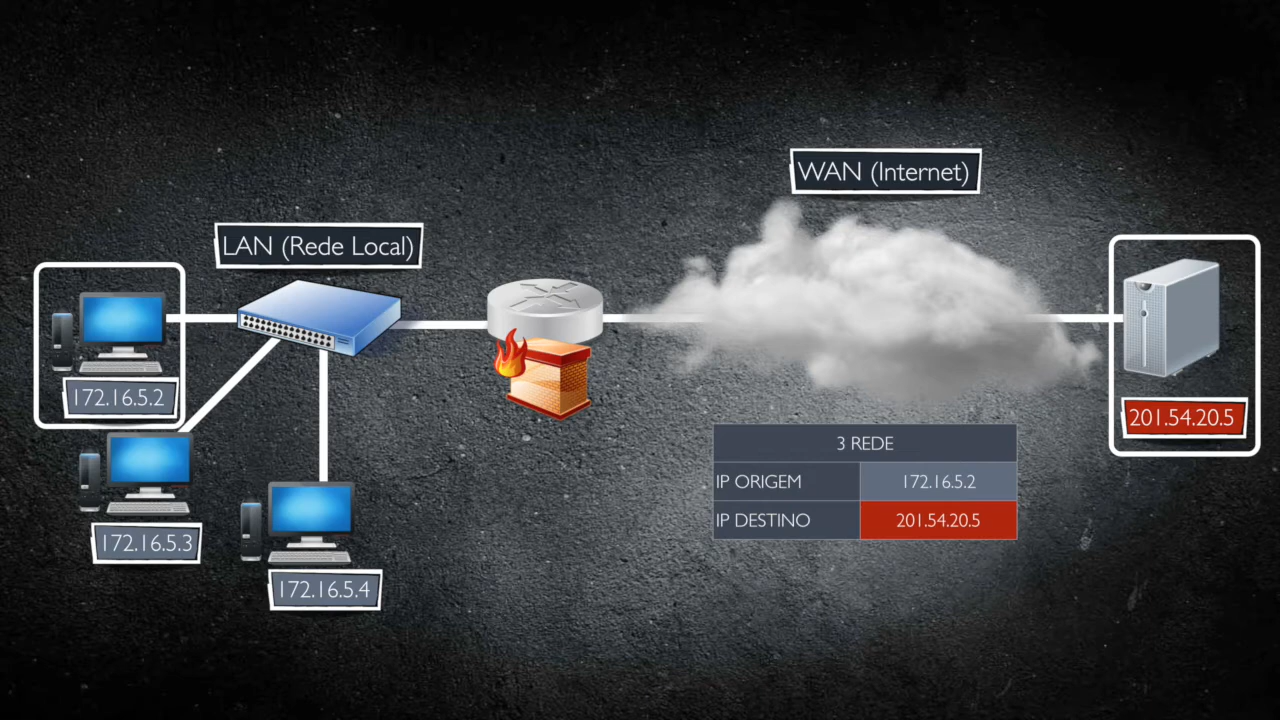 WAN (Internet)
LAN (Rede Local)
172.16.5.2
201.54.20.5
3 REDE
IP ORIGEM 172.16.5.2
IP DESTINO 201.54.20.5
172.16.5.3
172.16.5.4